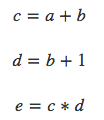 c = a + b
d = b + 1
e = c * d